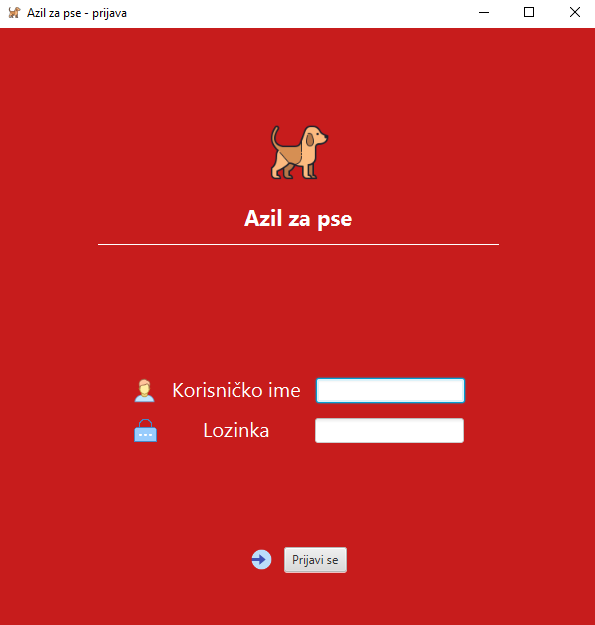 Azil za pse - prijava
Azil za pse
Korisničko ime
Lozinka
Prijavi se